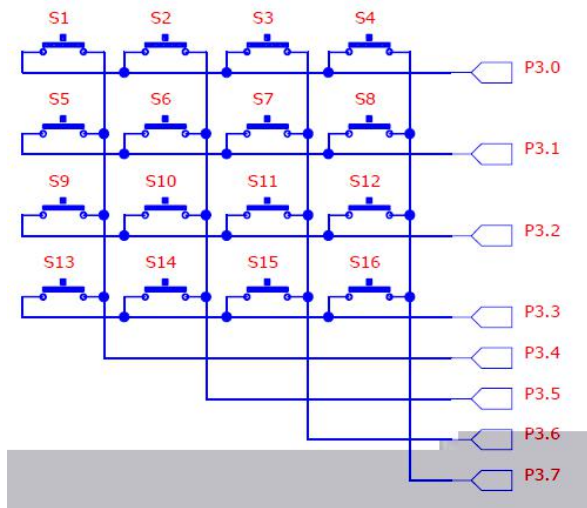 S1 S2 S3 S4
P3.0
S5 S6 S7 S8
P3.1
S9 S10 S11 S12
P3.2
S13 S14 S15 S16
P3.3
P3.4
P3.5
P3.6
P3.7